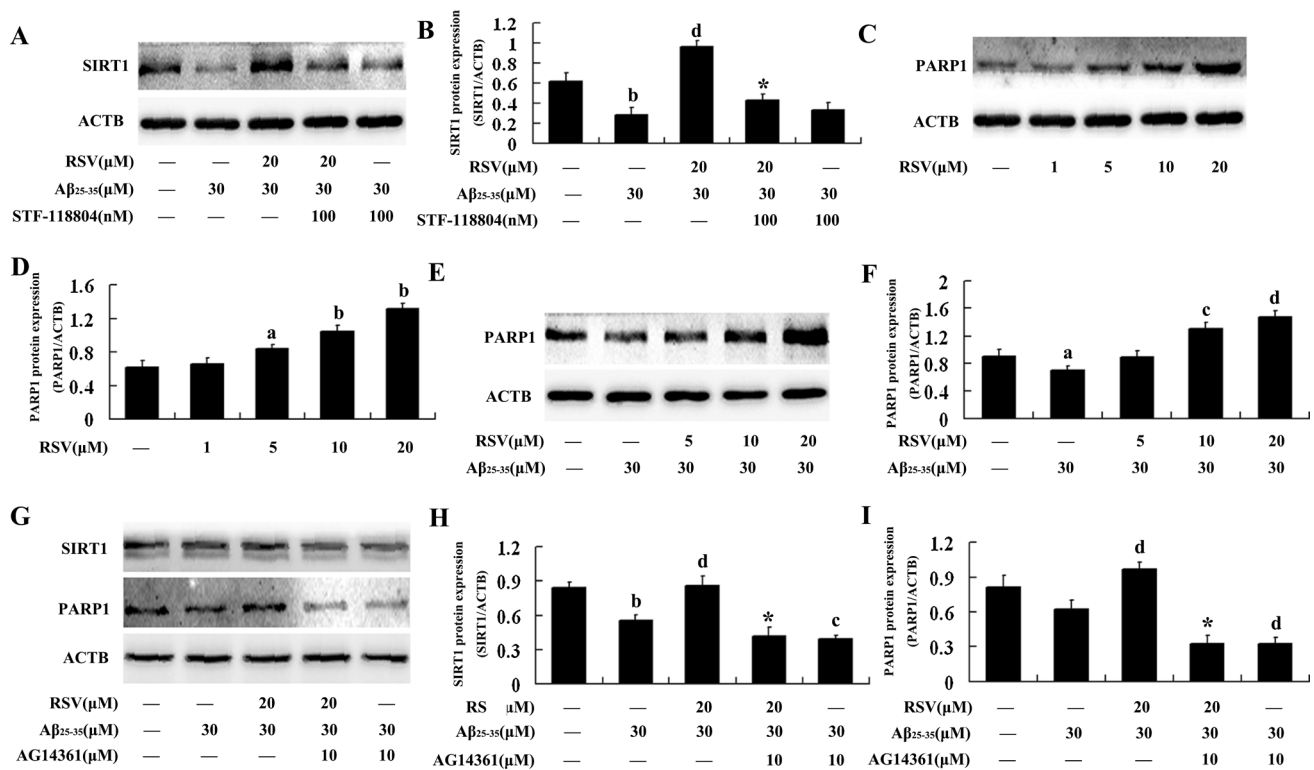 A
SIRT1
ACTB
RSV(μM) — — 20 20 —
Aβ25-35(μM) — 30 30 30 30
STF-118804(nM) — — — 100 100
B
SIRT1 protein expression
(SIRT1/ACTB)
1.2
1
0.8
0.6
0.4
0.2
0
b
d
*
RSV(μM) — — 20 20 —
Aβ25-35(μM) — 30 30 30 30
STF-118804(nM) — — — 100 100
C
PARP1
ACTB
RSV(μM) — 1 5 10 20
D
PARP1 protein expression
(PARP1/ACTB)
1.6
1.2
0.8
0.4
0
a
b
b
RSV(μM) — 1 5 10 20
E
PARP1
ACTB
RSV(μM) — — 5 10 20
Aβ25-35(μM) — 30 30 30 30
F
PARP1 protein expression
(PARP1/ACTB)
2
1.6
1.2
0.8
0.4
0
a
c
d
RSV(μM) — — 5 10 20
Aβ25-35(μM) — 30 30 30 30
G
SIRT1
PARP1
ACTB
RSV(μM) — — 20 20 —
Aβ25-35(μM) — 30 30 30 30
AG14361(μM) — — — 10 10
H
SIRT1 protein expression
(SIRT1/ACTB)
1.2
0.9
0.6
0.3
0
b
d
*
c
RS μM) — — 20 20 —
Aβ25-35(μM) — 30 30 30 30
AG14361(μM) — — — 10 10
I
PARP1 protein expression
(PARP1/ACTB)
1.2
0.9
0.6
0.3
0
d
*
d
RSV(μM) — — 20 20 —
Aβ25-35(μM) — 30 30 30 30
AG14361(μM) — — — 10 10